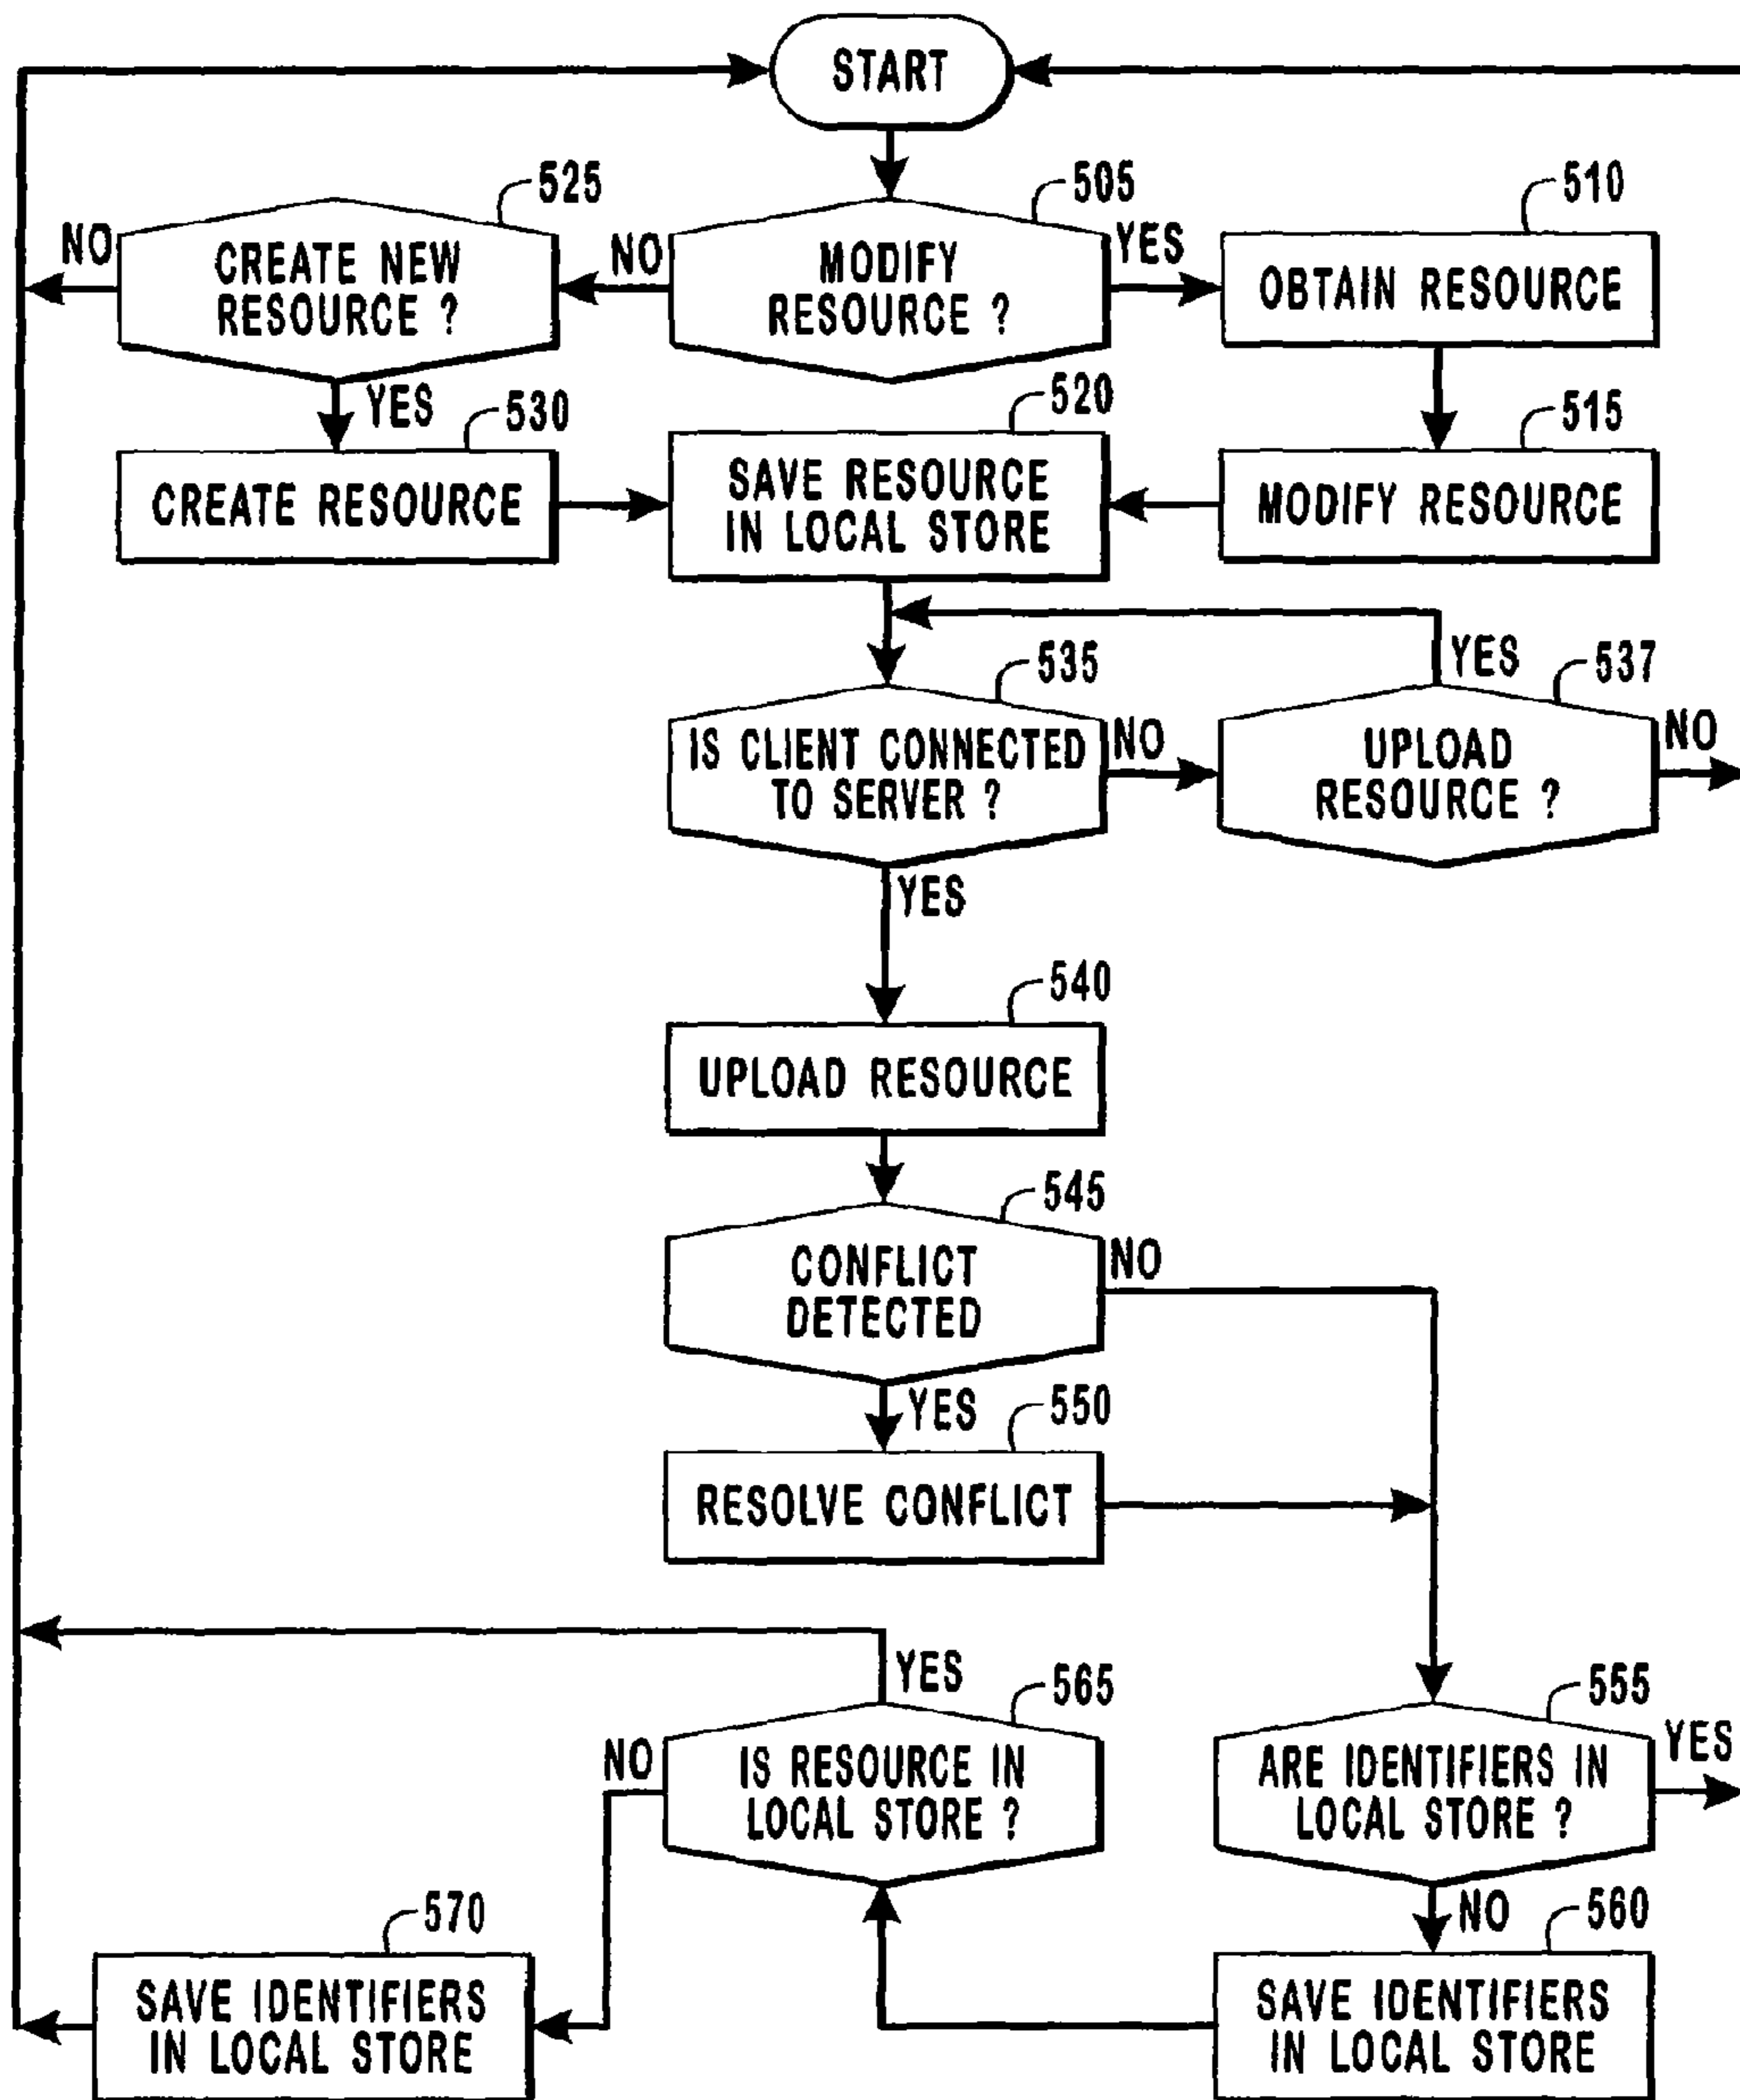 START
525
505
510
NO
CREATE NEW
RESOURCE ?
NO
MODIFY
RESOURCE ?
YES
OBTAIN RESOURCE
YES
530
520
515
CREATE RESOURCE
SAVE RESOURCE
IN LOCAL STORE
MODIFY RESOURCE
535
YES
537
IS CLIENT CONNECTED
TO SERVER ?
NO
UPLOAD
RESOURCE ?
NO
YES
540
UPLOAD RESOURCE
545
CONFLICT
DETECTED
NO
YES
550
RESOLVE CONFLICT
YES
565
555
NO
IS RESOURCE IN
LOCAL STORE ?
ARE IDENTIFIERS IN
LOCAL STORE ?
YES
570
NO
560
SAVE IDENTIFIERS
IN LOCAL STORE
SAVE IDENTIFIERS
IN LOCAL STORE